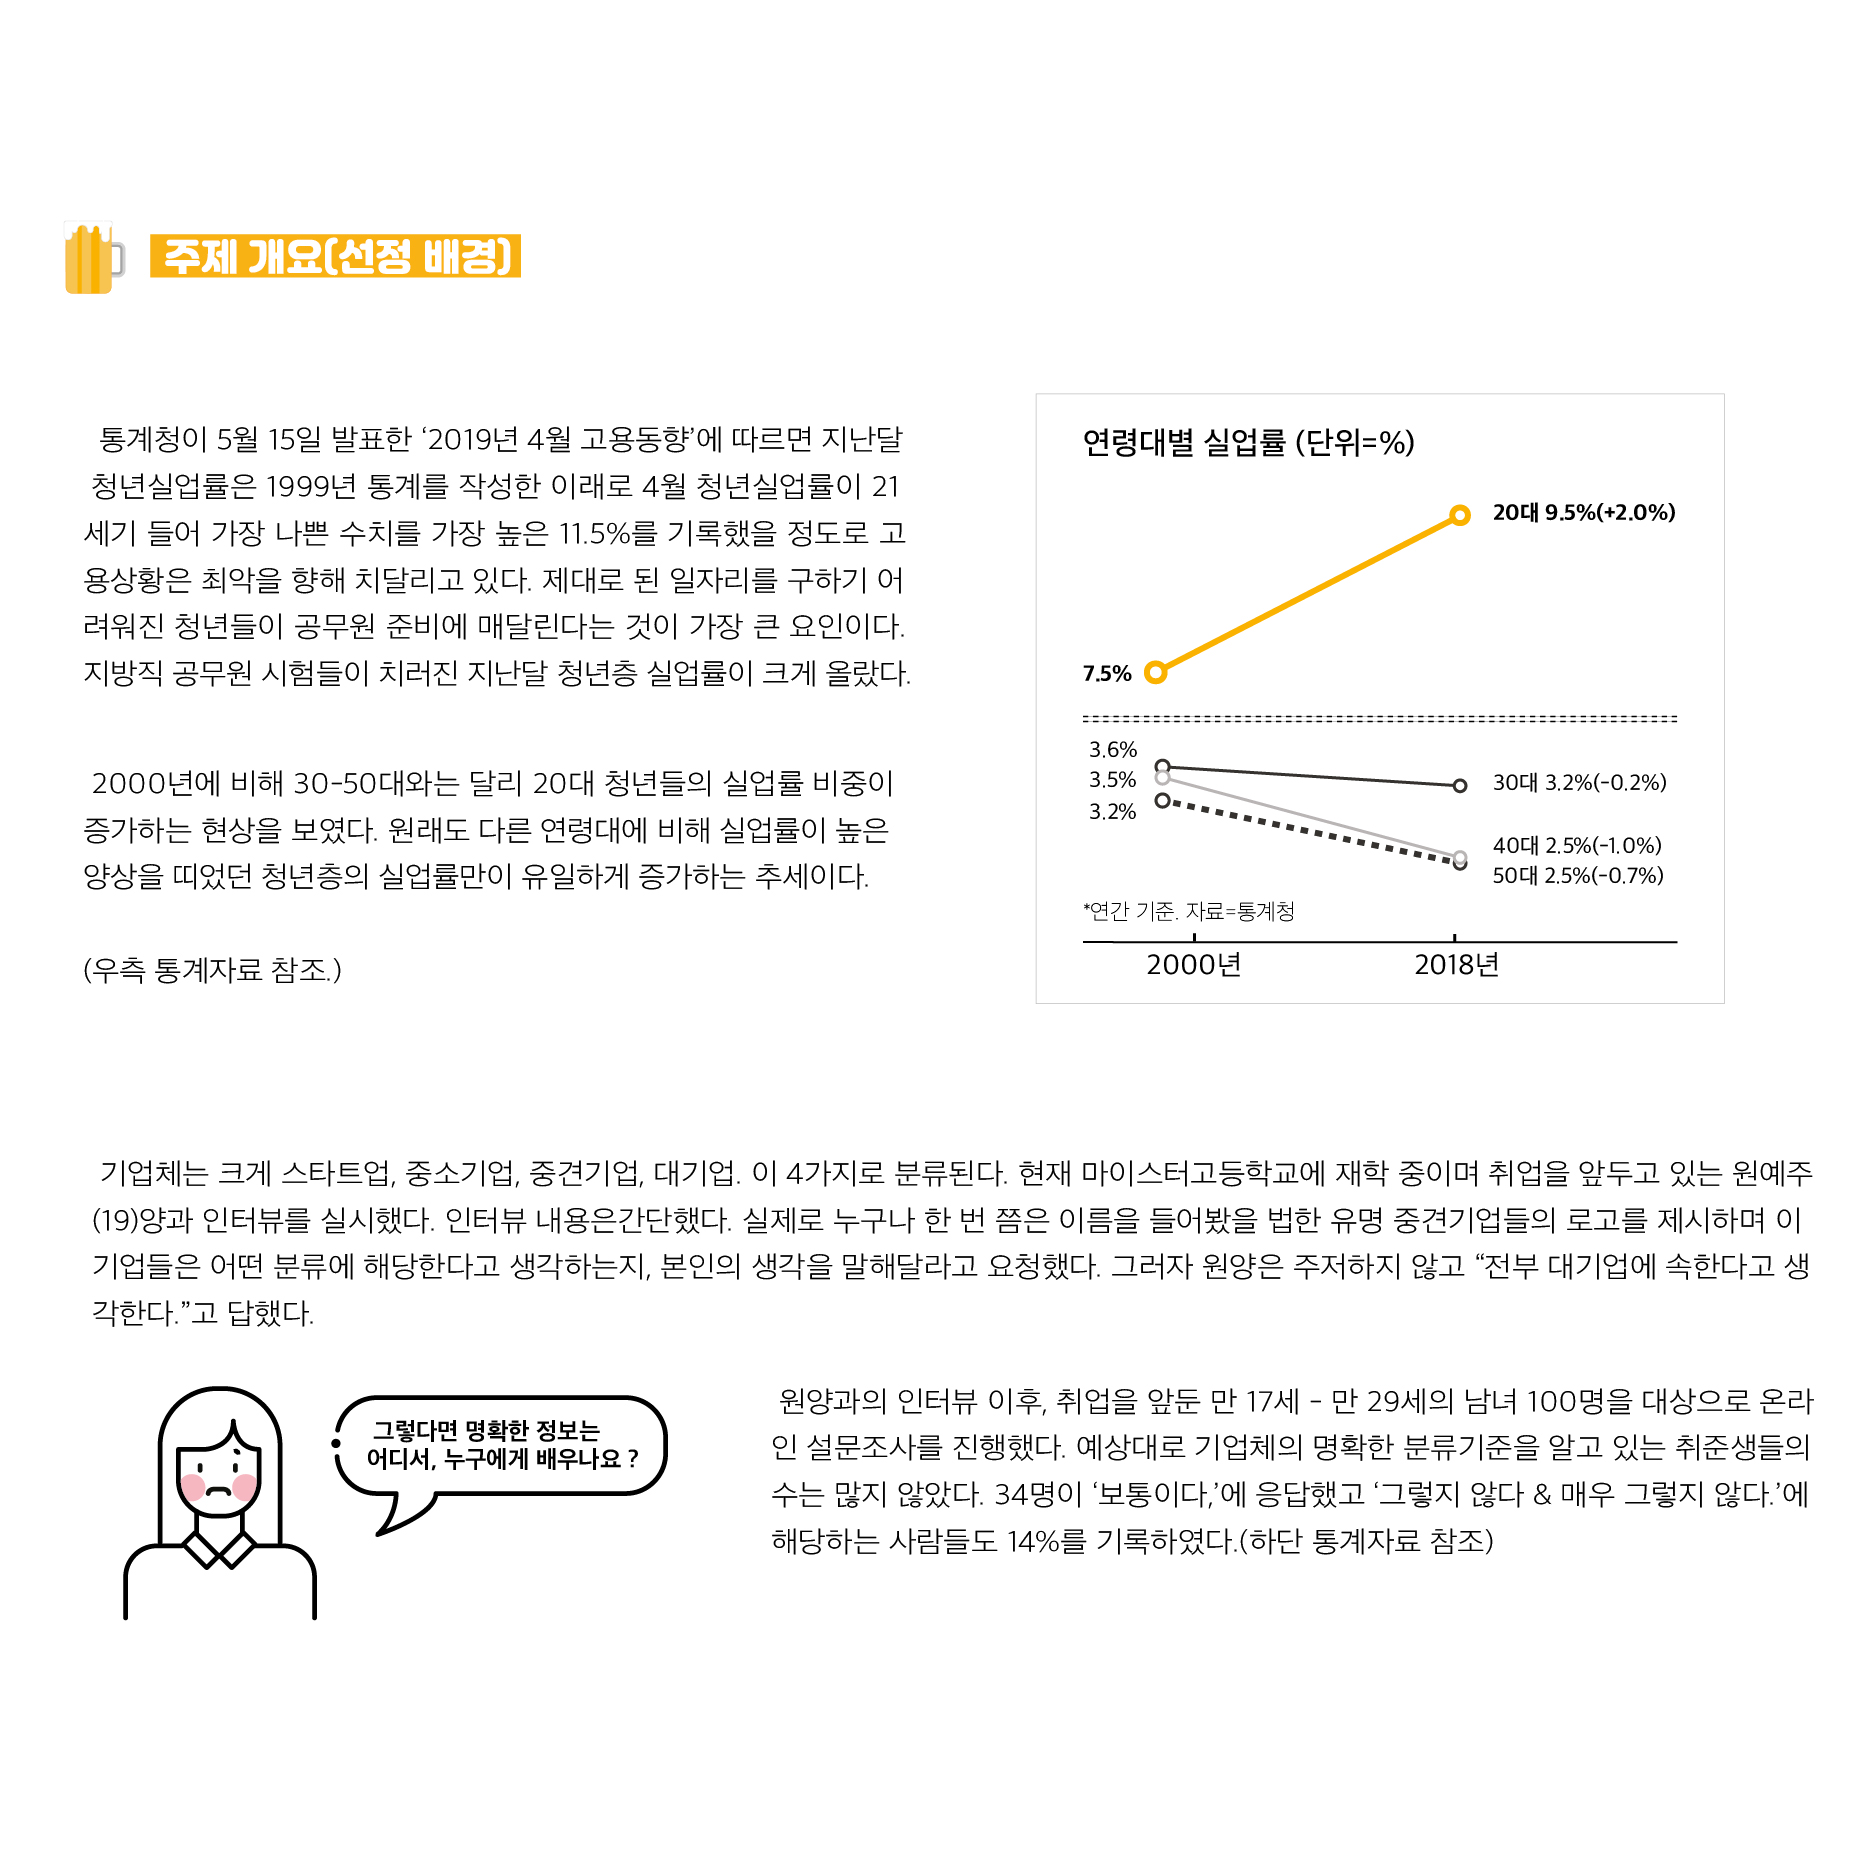 주제 개요(선정 배경)
통계청이 5월 15일 발표한 ‘2019년 4월 고용동향’에 따르면 지난달
청년실업률은 1999년 통계를 작성한 이래로 4월 청년실업률이 21
세기 들어 가장 나쁜 수치를 가장 높은 11.5%를 기록했을 정도로 고
용상황은 최악을 향해 치달리고 있다. 제대로 된 일자리를 구하기 어
려워진 청년들이 공무원 준비에 매달린다는 것이 가장 큰 요인이다.
지방직 공무원 시험들이 치러진 지난달 청년층 실업률이 크게 올랐다.
2000년에 비해 30-50대와는 달리 20대 청년들의 실업률 비중이
증가하는 현상을 보였다. 원래도 다른 연령대에 비해 실업률이 높은
양상을 띠었던 청년층의 실업률만이 유일하게 증가하는 추세이다.
(우측 통계자료 참조.)
연령대별 실업률 (단위=%)
20대 9.5%(+2.0%)
7.5%
3.6%
3.5%
3.2%
30대 3.2%(-0.2%)
40대 2.5%(-1.0%)
50대 2.5%(-0.7%)
*연간 기준. 자료=통계청
2000년
2018년
기업체는 크게 스타트업, 중소기업, 중견기업, 대기업. 이 4가지로 분류된다. 현재 마이스터고등학교에 재학 중이며 취업을 앞두고 있는 원예주
(19)양과 인터뷰를 실시했다. 인터뷰 내용은간단했다. 실제로 누구나 한 번 쯤은 이름을 들어봤을 법한 유명 중견기업들의 로고를 제시하며 이
기업들은 어떤 분류에 해당한다고 생각하는지, 본인의 생각을 말해달라고 요청했다. 그러자 원양은 주저하지 않고 “전부 대기업에 속한다고 생
각한다.”고 답했다.
그렇다면 명확한 정보는
어디서, 누구에게 배우나요 ?
원양과의 인터뷰 이후, 취업을 앞둔 만 17세 - 만 29세의 남녀 100명을 대상으로 온라
인 설문조사를 진행했다. 예상대로 기업체의 명확한 분류기준을 알고 있는 취준생들의
수는 많지 않았다. 34명이 ‘보통이다,’에 응답했고 ‘그렇지 않다 & 매우 그렇지 않다.’에
해당하는 사람들도 14%를 기록하였다.(하단 통계자료 참조)